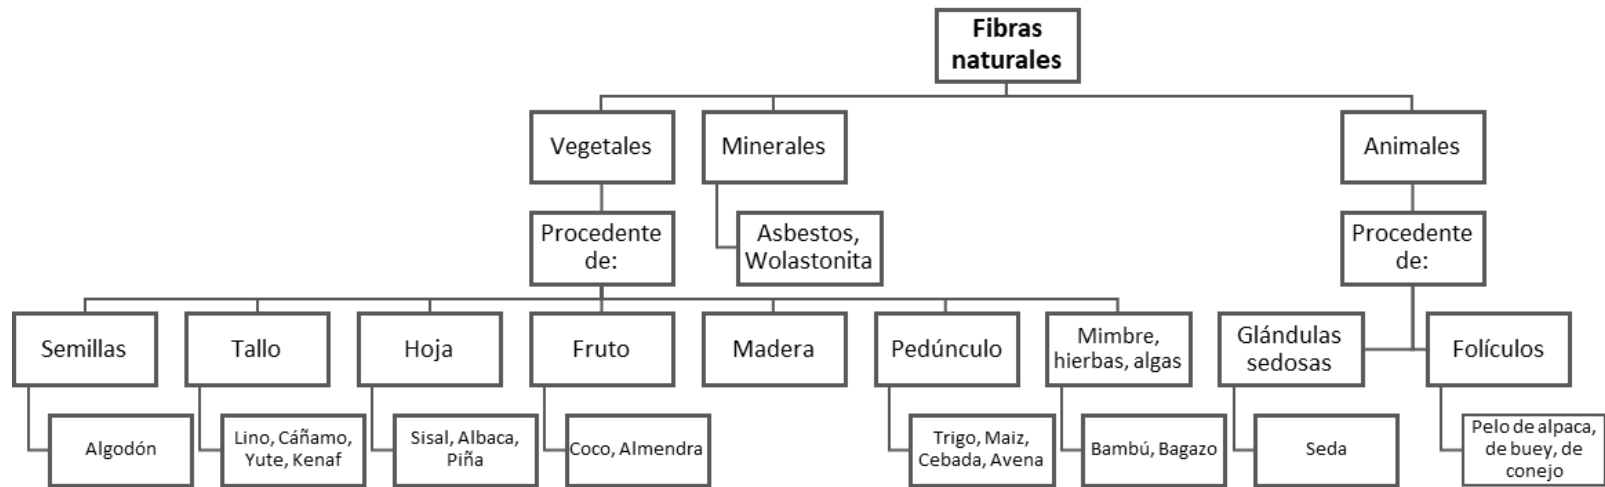 Fibras
naturales
Vegetales
Minerales
Animales
Procedente
de:
Asbestos,
Wolastonita
Procedente
de:
Semillas
Tallo
Hoja
Fruto
Madera
Pedúnculo
Mimbre,
hierbas, algas
Glándulas
sedosas
Folículos
Algodón
Lino, Cáñamo,
Yute, Kenaf
Sisal, Albaca,
Piña
Coco, Almendra
Trigo, Maiz,
Cebada, Avena
Bambú, Bagazo
Seda
Pelo de alpaca,
de buey, de
conejo